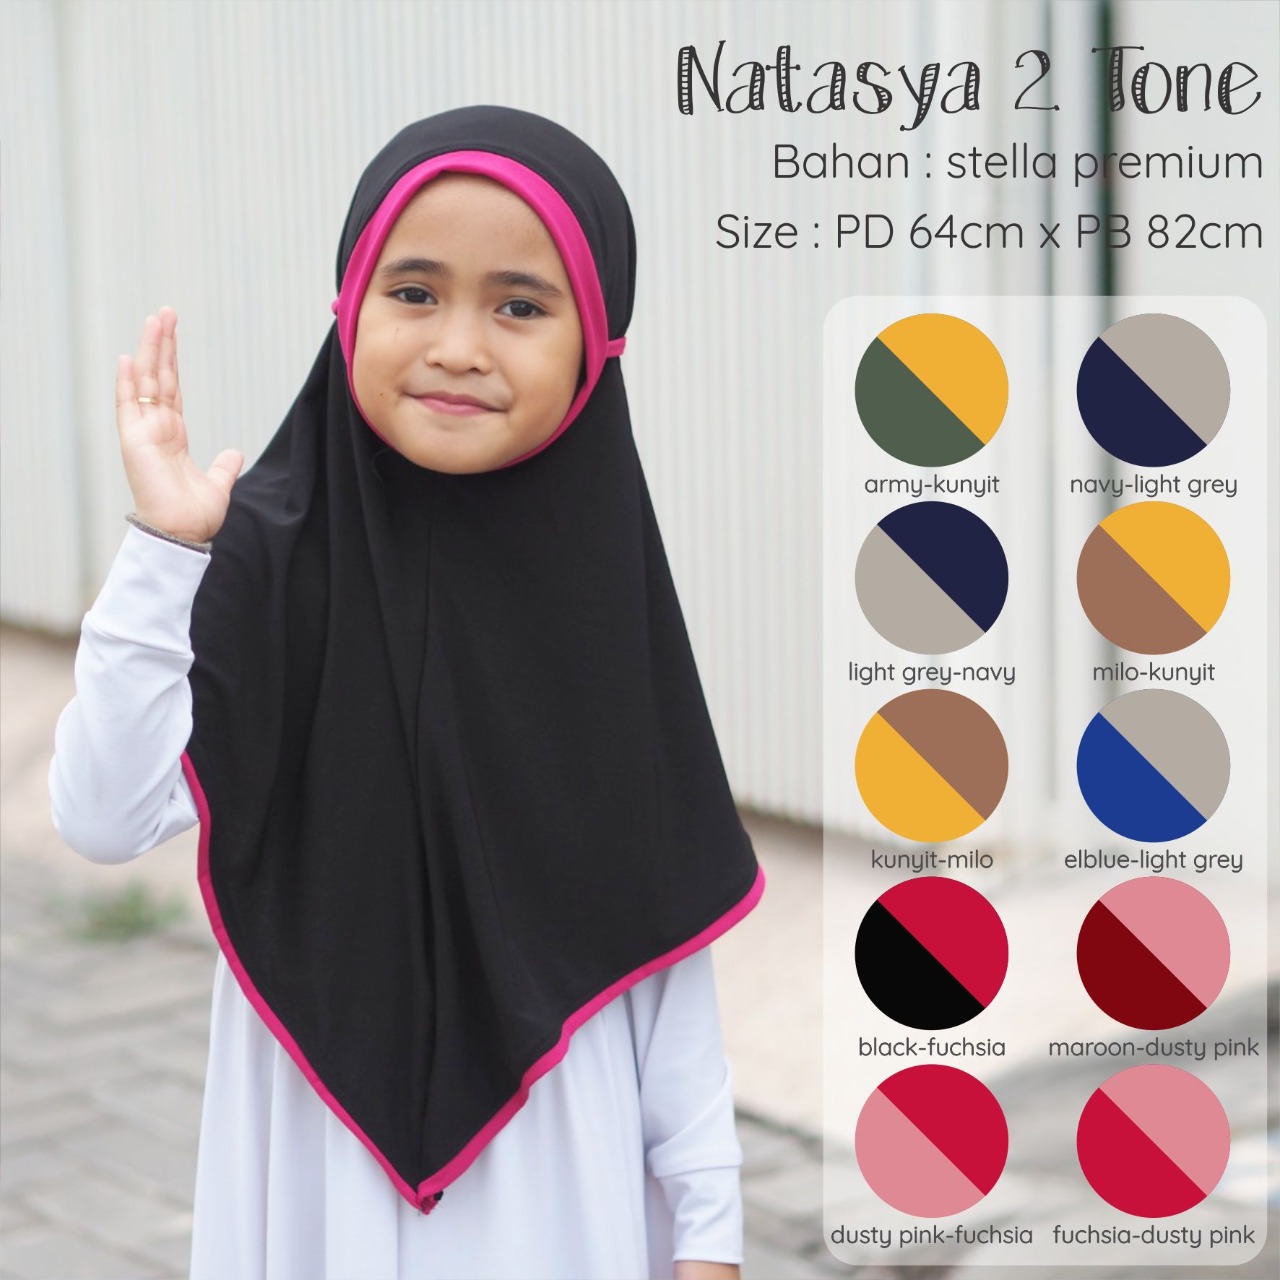 Natasya 2 Tone
Bahan : stella premium
Size : PD 64cm x PB 82cm
army-kunyit
navy-light grey
light grey-navy
milo-kunyit
kunyit-milo
elblue-light grey
black-fuchsia
maroon-dusty pink
dusty pink-fuchsia
fuchsia-dusty pink